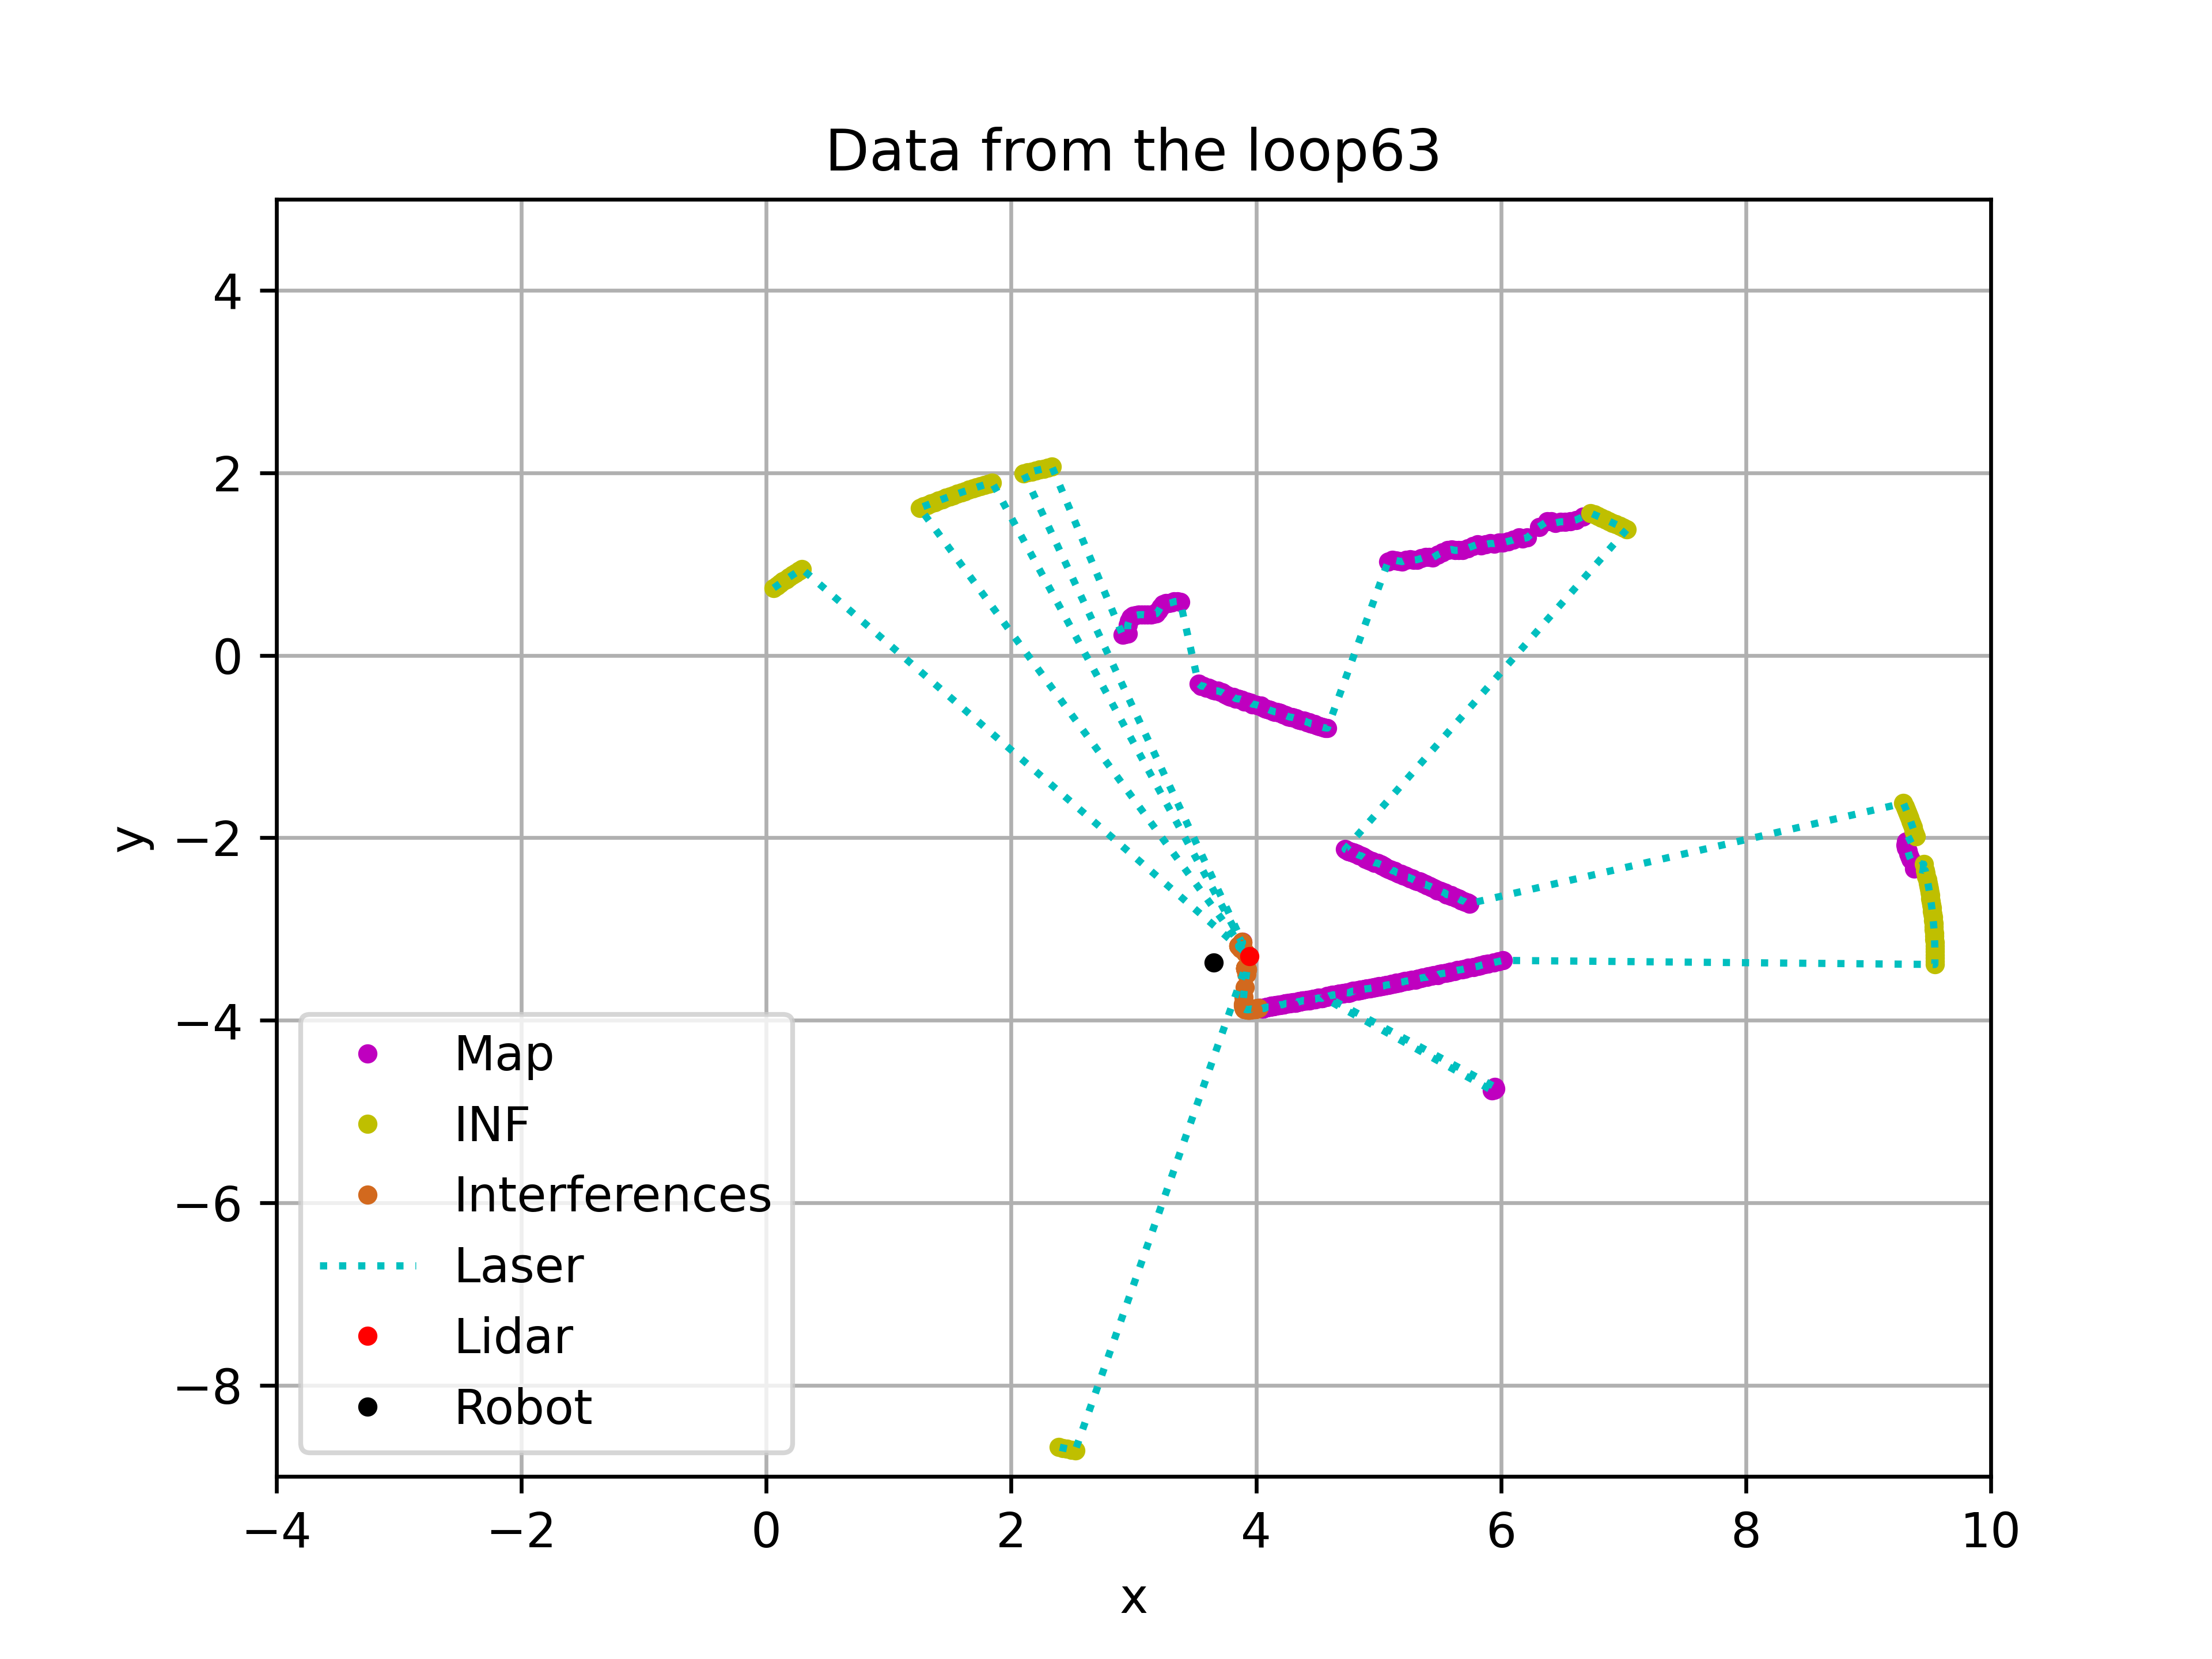 Data from the loop63
4
2
0
−2
−4
−6
−8
y
Map
INF
Interferences
Laser
Lidar
Robot
−4 −2 0 2 4 6 8 10
x